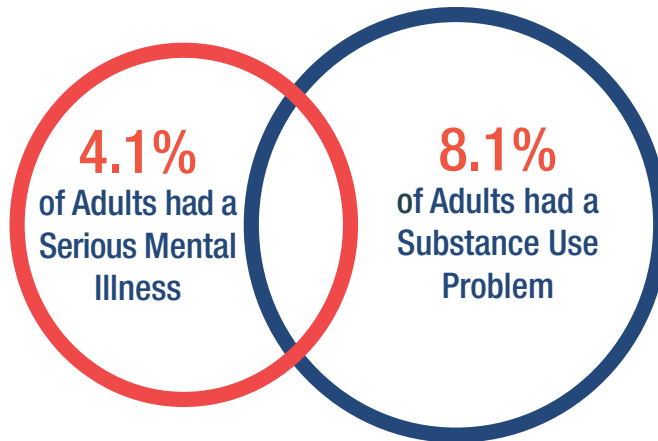 4.1%
of Adults had a
Serious Mental
Illness
8.1%
of Adults had a
Substance Use
Problem